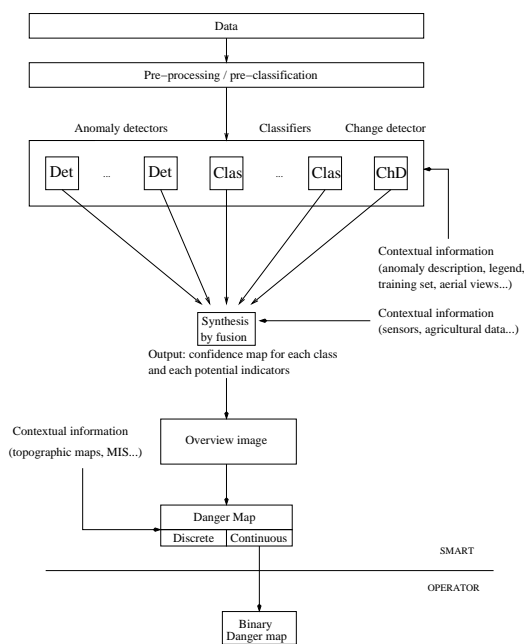 Data
Pre−processing / pre−classification
Anomaly detectors Classifiers Change detector
Det ... Det Clas ... Clas ChD
Contextual information
(anomaly description, legend,
training set, aerial views...)
Contextual information
(sensors, agricultural data...)
Synthesis
by fusion
Output: confidence map for each class
and each potential indicators
Contextual information
(topographic maps, MIS...)
Overview image
Danger Map
Discrete Continuous
SMART
OPERATOR
Binary
Danger map